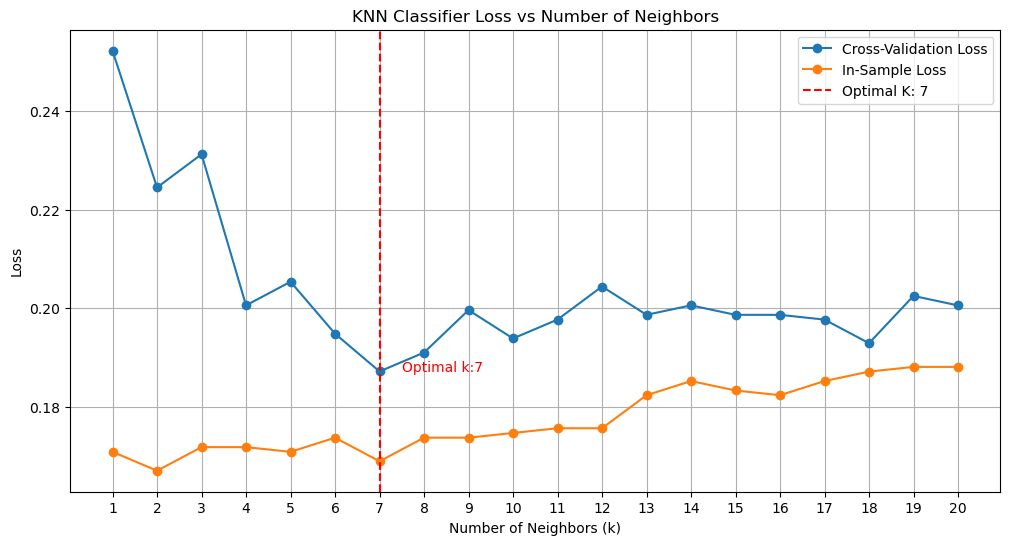 KNN Classifier Loss vs Number of Neighbors
Cross-Validation Loss
In-Sample Loss
Optimal K: 7
0.24
0.22
0.20
0.18
Loss
Optimal k:7
1 2 3 4 5 6 7 8 9 10 11 12 13 14 15 16 17 18 19 20
Number of Neighbors (k)